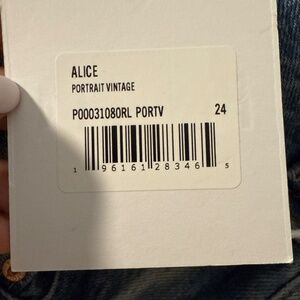 ALICE
PORTRAIT VINTAGE
P00031080RL PORTV 24
1 96161 28346 5